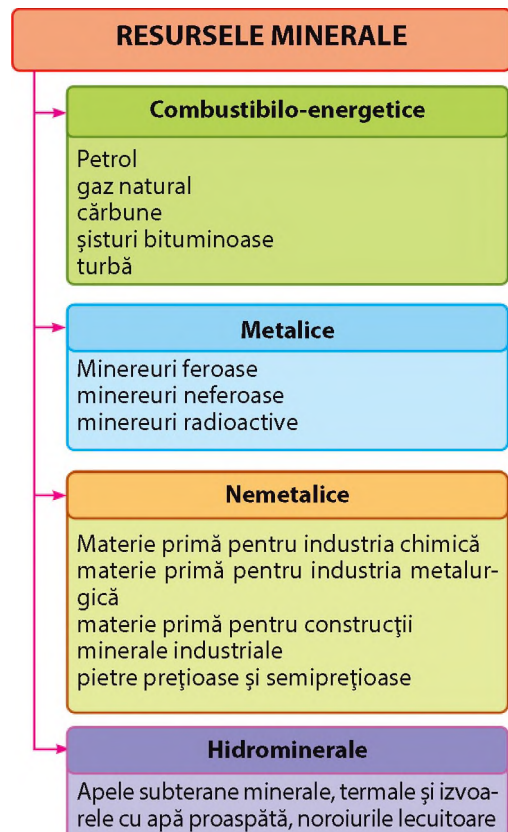 RESURSELE MINERALE
Combustibilo-energetice
Petrol
gaz natural
cărbune
şisturi bituminoase
turbă
Metalice
Minereuri feroase
minereuri neferoase
minereuri radioactive
Nemetalice
Materie primă pentru industria chimică
materie primă pentru industria metalur-
gică
materie primă pentru construcţii
minerale industriale
pietre preţioase şi semipreţioase
Hidrominerale
Apele subterane minerale, termale şi izvoa-
rele cu apă proaspătă, noroiurile lecuitoare